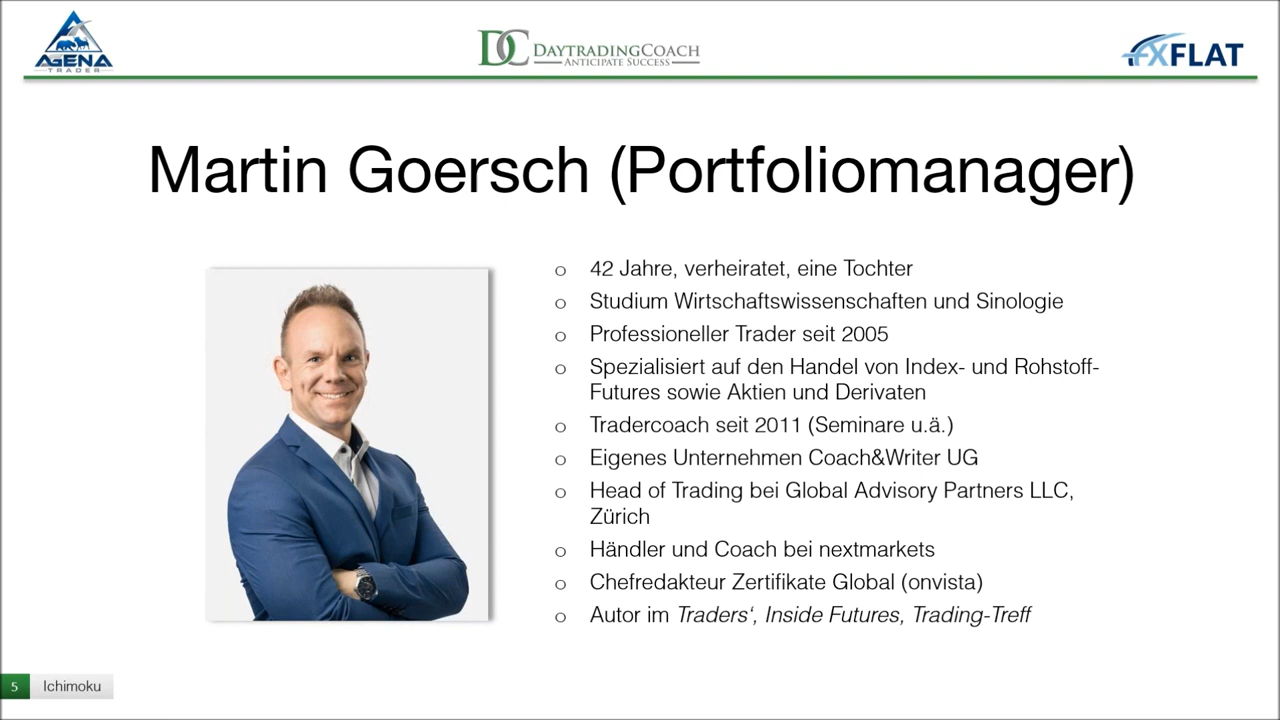 AGENA
TRADER
DC DAYTRADINGCOACH
ANTICIPATE SUCCESS
FXFLAT
Martin Goersch (Portfoliomanager)
o 42 Jahre, verheiratet, eine Tochter
o Studium Wirtschaftswissenschaften und Sinologie
o Professioneller Trader seit 2005
o Spezialisiert auf den Handel von Index- und Rohstoff-
Futures sowie Aktien und Derivaten
o Tradercoach seit 2011 (Seminare u.ä.)
o Eigenes Unternehmen Coach&Writer UG
o Head of Trading bei Global Advisory Partners LLC,
Zürich
o Händler und Coach bei nextmarkets
o Chefredakteur Zertifikate Global (onvista)
o Autor im Traders‘, Inside Futures, Trading-Treff
5 Ichimoku